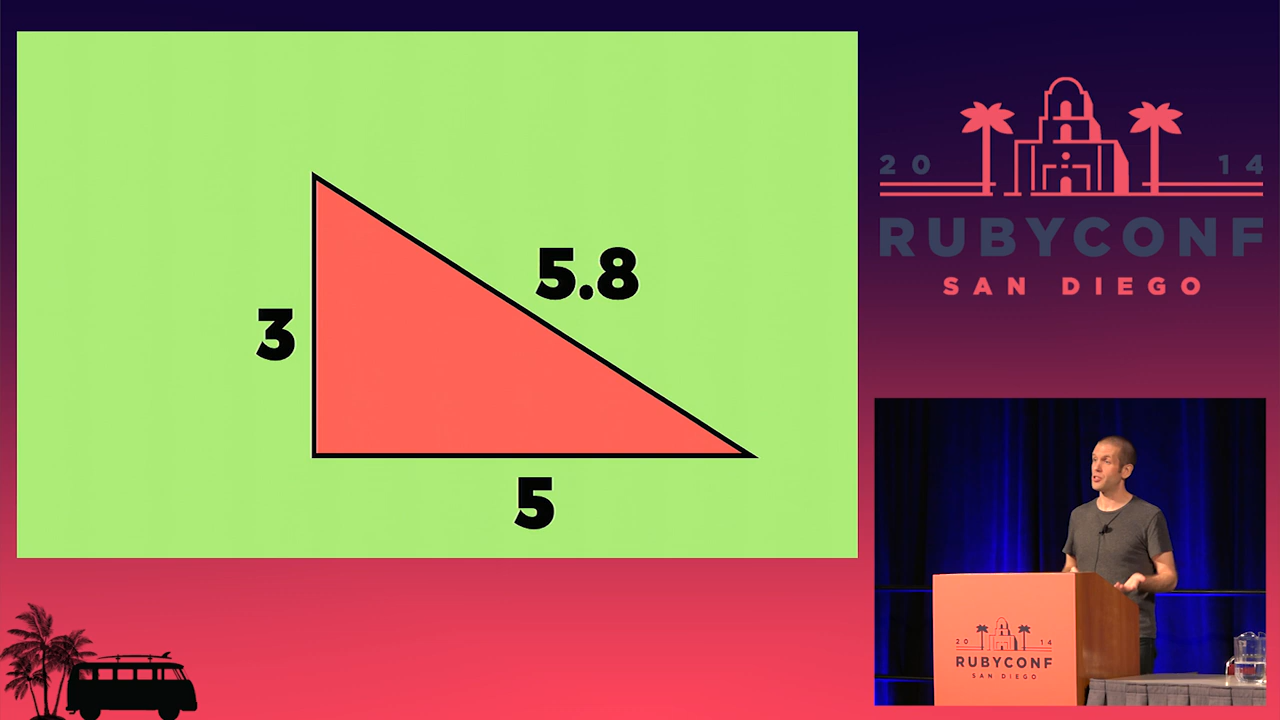 5.8
3
5
20 14
RUBYCONF
SAN DIEGO
20 14
RUBYCONF
SAN DIEGO